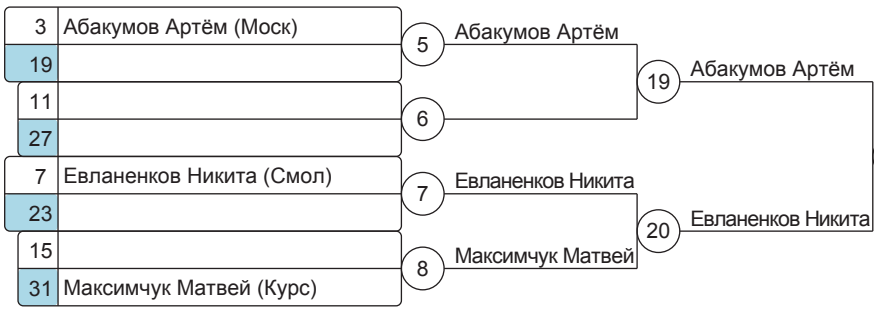 3 Абакумов Артём (Моск)
19
11
27
7 Евланенков Никита (Смол)
23
15
31 Максимчук Матвей (Курс)
5 Абакумов Артём
6
7 Евланенков Никита
8 Максимчук Матвей
19 Абакумов Артём
20 Евланенков Никита